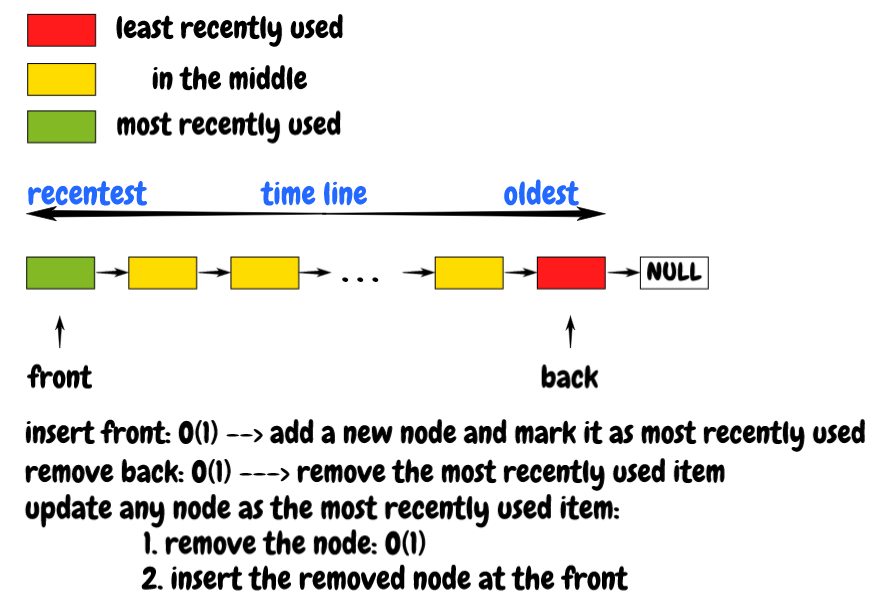 least recently used
in the middle
most recently used
recentest time line oldest
... NULL
front back
insert front: O(1) --> add a new node and mark it as most recently used
remove back: O(1) ---> remove the most recently used item
update any node as the most recently used item:
1. remove the node: O(1)
2. insert the removed node at the front